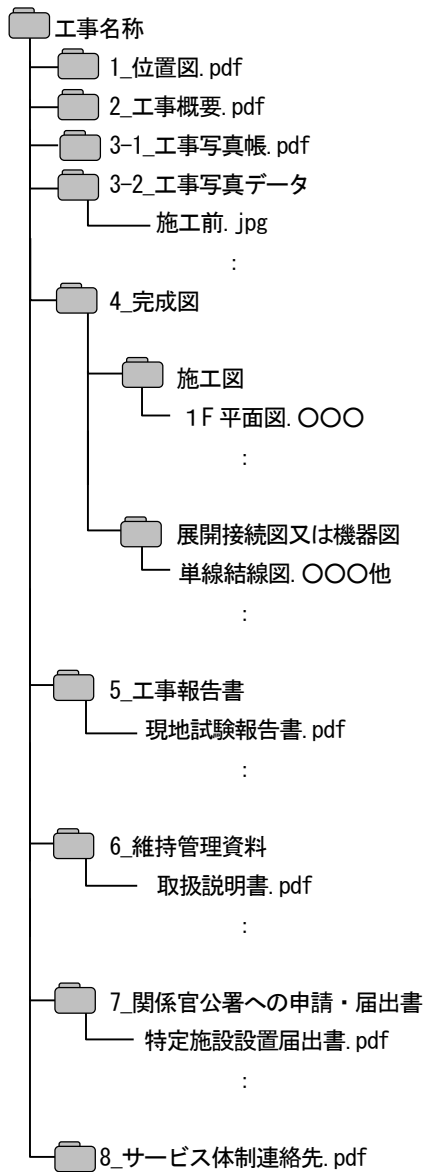 工事名称
1_位置図.pdf
2_工事概要.pdf
3-1_工事写真帳.pdf
3-2_工事写真データ
施工前.jpg
:
4_完成図
施工図
１F 平面図.〇〇〇
:
展開接続図又は機器図
単線結線図.〇〇〇他
:
5_工事報告書
現地試験報告書.pdf
:
6_維持管理資料
取扱説明書.pdf
:
7_関係官公署への申請・届出書
特定施設設置届出書.pdf
:
8_サービス体制連絡先.pdf